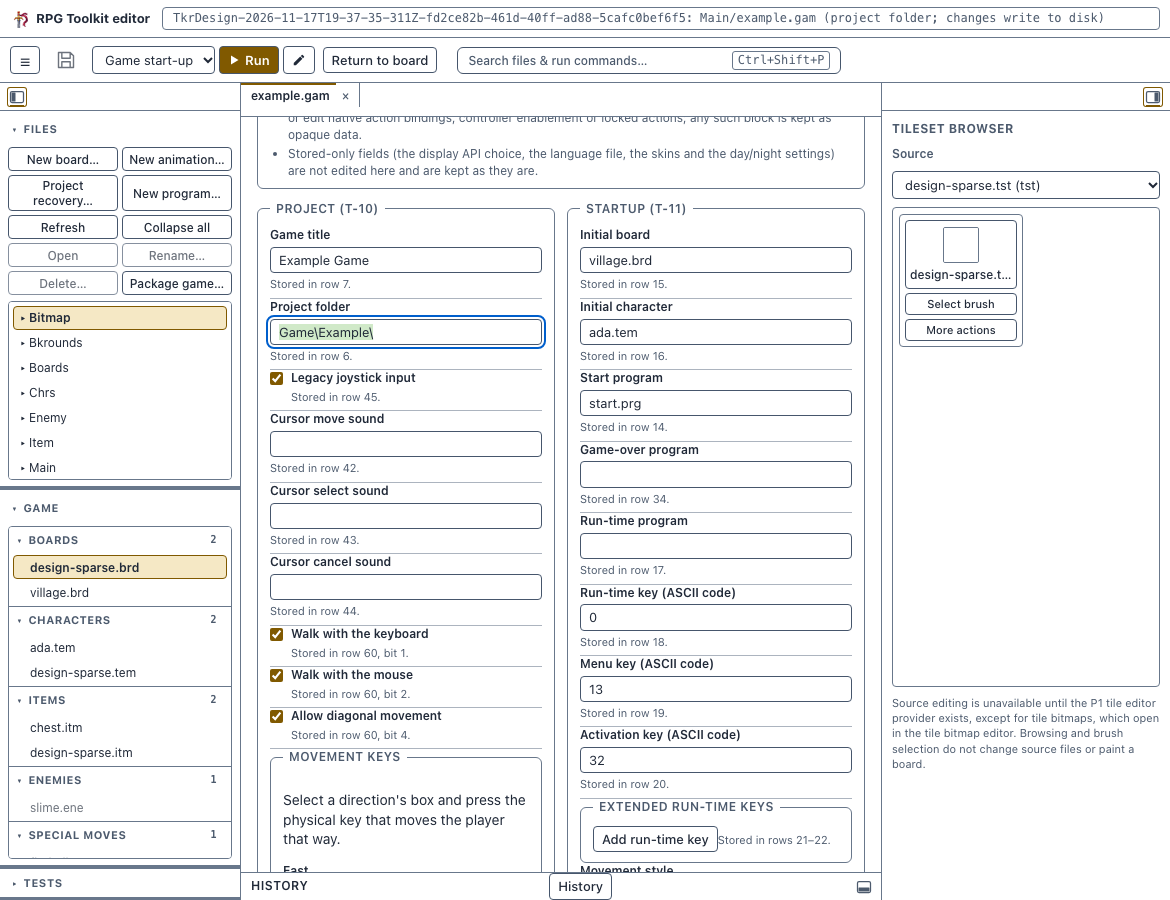 RPG Toolkit editor
TkrDesign-2026-11-17T19-37-35-311Z-fd2ce82b-461d-40ff-ad88-5cafc0bef6f5: Main/example.gam (project folder; changes write to disk)
Game start-up
Run
Return to board
Search files & run commands...
Ctrl+Shift+P
FILES
New board...
New animation...
Project recovery...
New program...
Refresh
Collapse all
Open
Rename...
Delete...
Package game...
Bitmap
Bkrounds
Boards
Chrs
Enemy
Item
Main
GAME
BOARDS 2
design-sparse.brd
village.brd
CHARACTERS 2
ada.tem
design-sparse.tem
ITEMS 2
chest.itm
design-sparse.itm
ENEMIES 1
slime.ene
SPECIAL MOVES 1
TESTS
example.gam ×
or edit native action bindings, controller enablement or locked actions; any such block is kept as
opaque data.
• Stored-only fields (the display API choice, the language file, the skins and the day/night settings)
are not edited here and are kept as they are.
PROJECT (T-10)
Game title
Example Game
Stored in row 7.
Project folder
Game\Example\
Stored in row 6.
Legacy joystick input
Stored in row 45.
Cursor move sound
Stored in row 42.
Cursor select sound
Stored in row 43.
Cursor cancel sound
Stored in row 44.
Walk with the keyboard
Stored in row 60, bit 1.
Walk with the mouse
Stored in row 60, bit 2.
Allow diagonal movement
Stored in row 60, bit 4.
MOVEMENT KEYS
Select a direction's box and press the
physical key that moves the player
that way.
East
STARTUP (T-11)
Initial board
village.brd
Stored in row 15.
Initial character
ada.tem
Stored in row 16.
Start program
start.prg
Stored in row 14.
Game-over program
Stored in row 34.
Run-time program
Stored in row 17.
Run-time key (ASCII code)
0
Stored in row 18.
Menu key (ASCII code)
13
Stored in row 19.
Activation key (ASCII code)
32
Stored in row 20.
EXTENDED RUN-TIME KEYS
Add run-time key
Stored in rows 21–22.
Movement style
HISTORY
History
TILESET BROWSER
Source
design-sparse.tst (tst)
design-sparse.t...
Select brush
More actions
Source editing is unavailable until the P1 tile editor
provider exists, except for tile bitmaps, which open
in the tile bitmap editor. Browsing and brush
selection do not change source files or paint a
board.